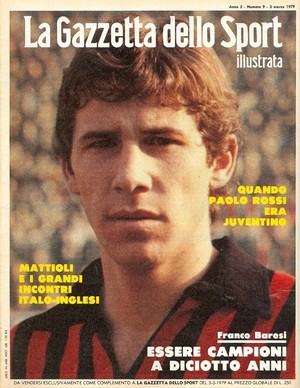 Anno 3 - Numero 9 - 3 marzo 1979
La Gazzetta dello Sport
illustrata
QUANDO
PAOLO ROSSI
ERA
JUVENTINO
MATTIOLI
E I GRANDI
INCONTRI
ITALO-INGLESI
Franco Baresi
ESSERE CAMPIONI
A DICIOTTO ANNI
DA VENDERSI ESCLUSIVAMENTE COME COMPLEMENTO A LA GAZZETTA DELLO SPORT DEL 3-3-1979 AL PREZZO GLOBALE DI L. 250